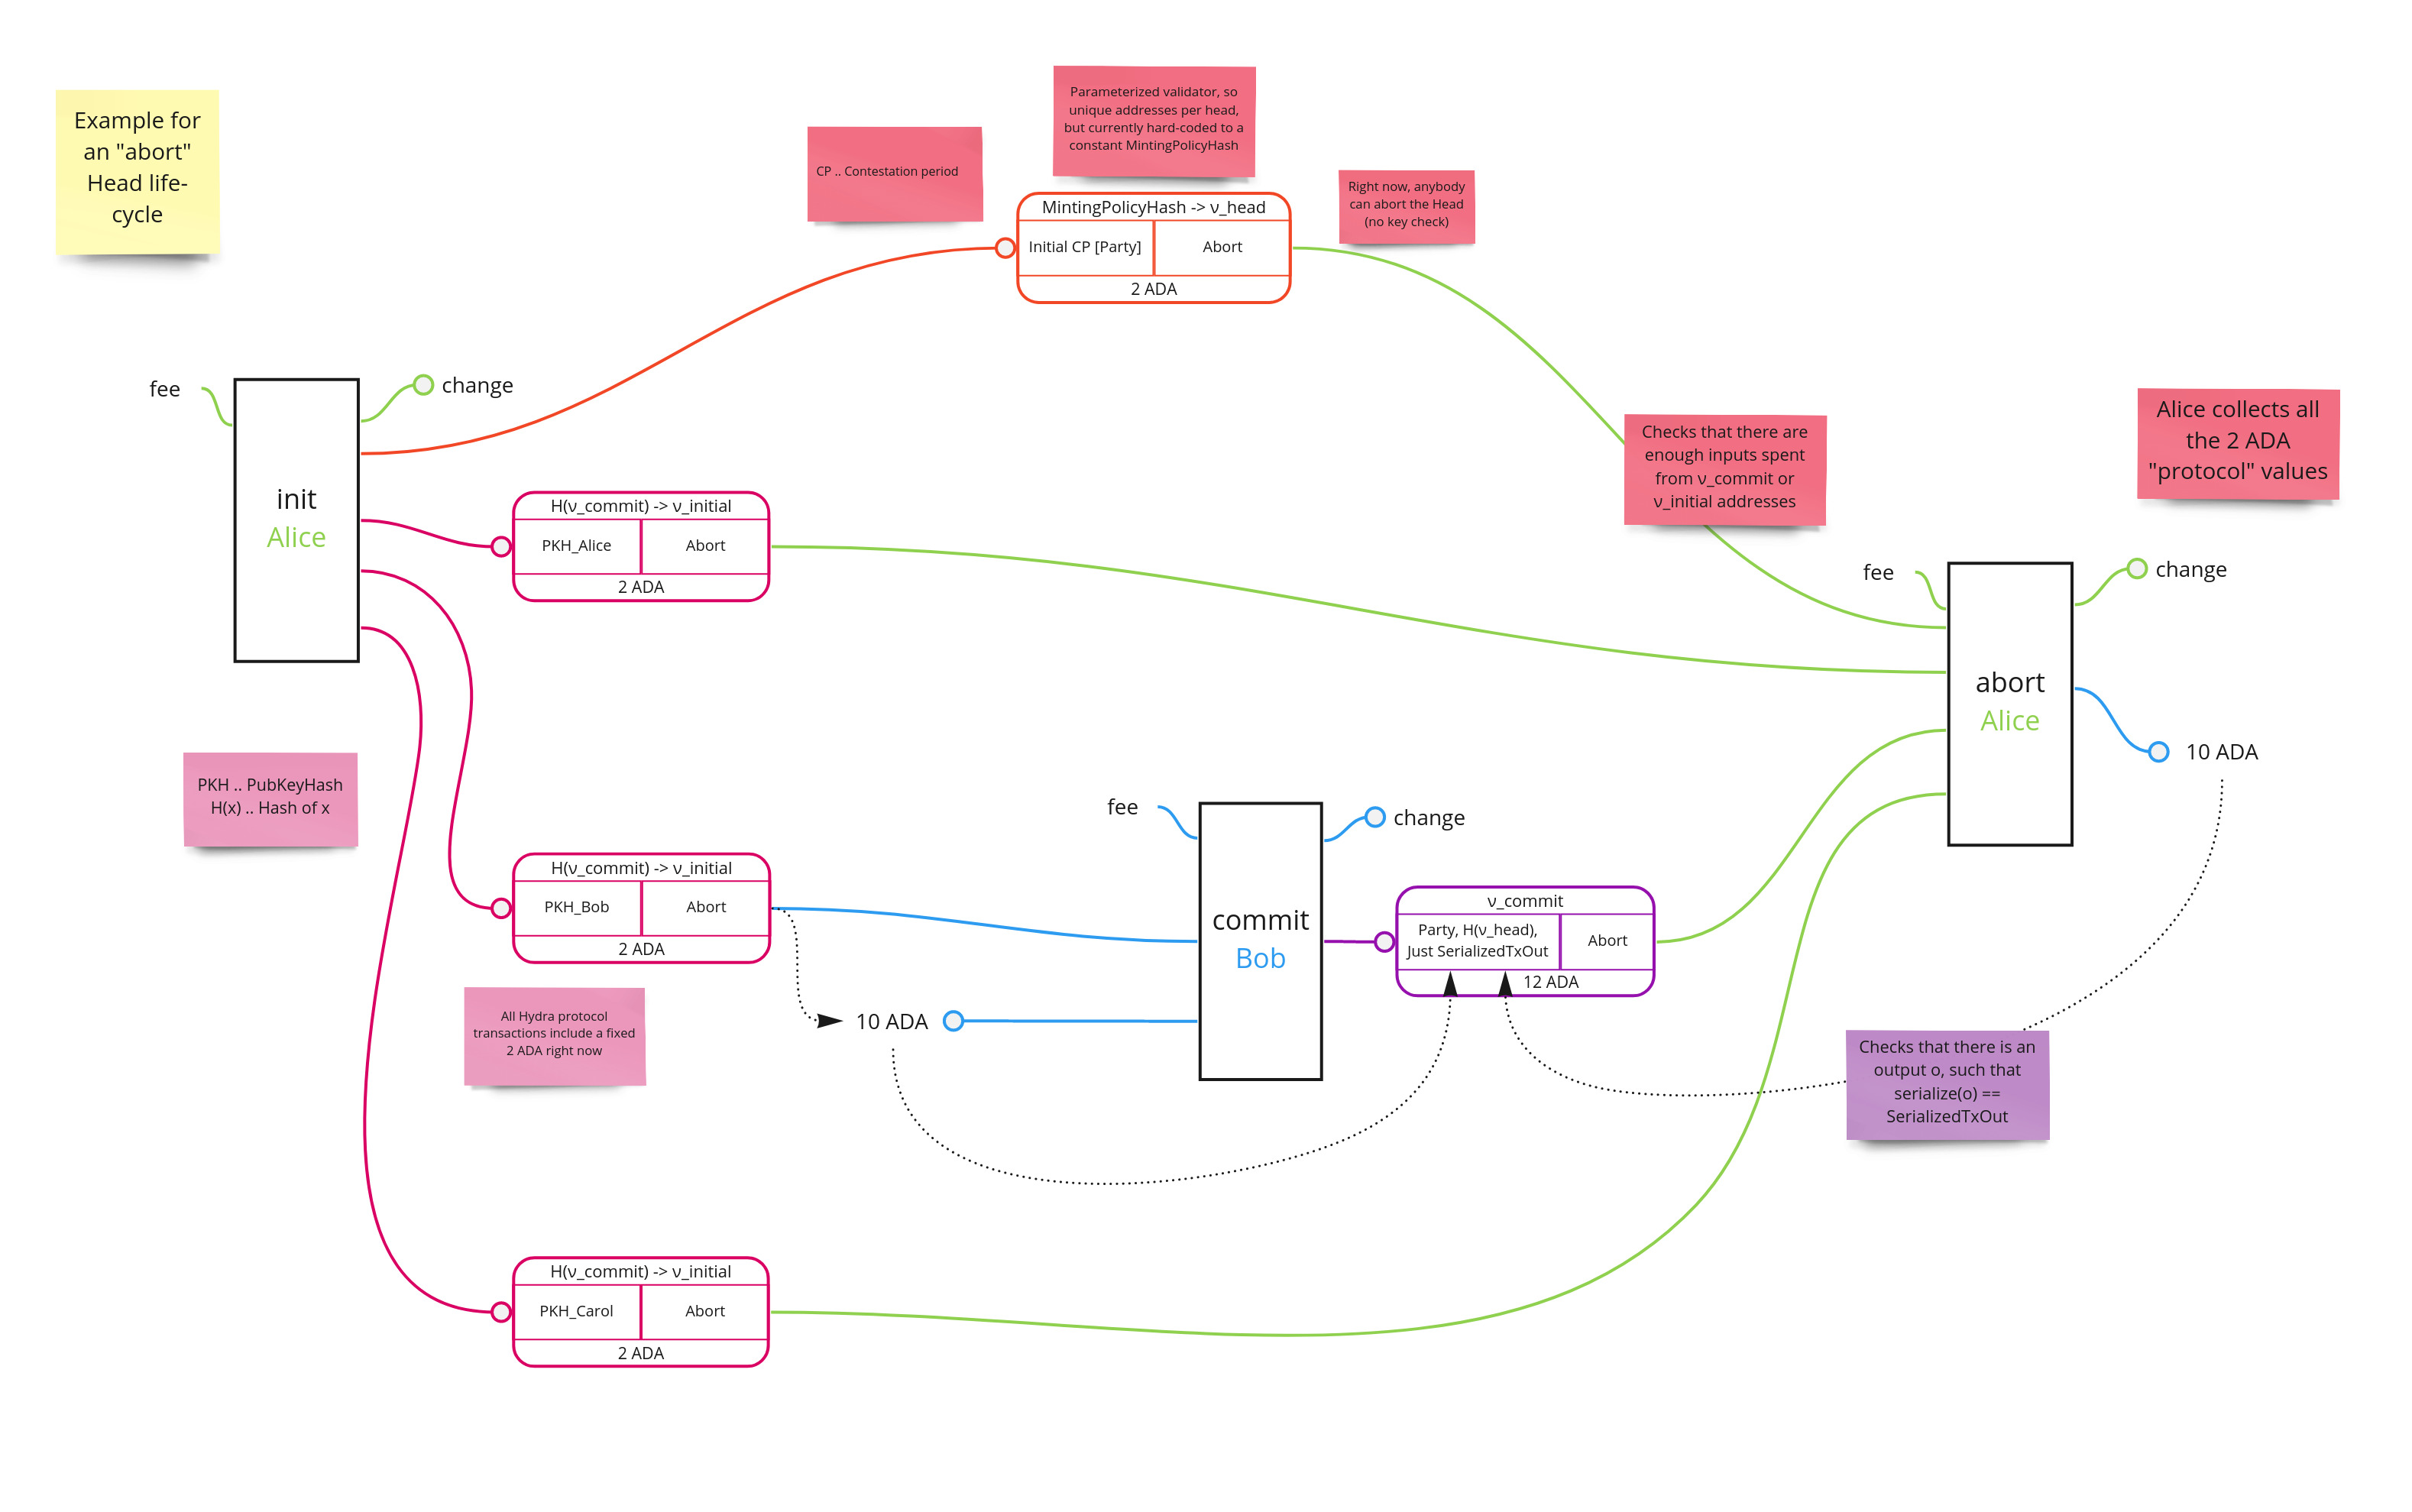 Example for
an "abort"
Head life-
cycle
CP .. Contestation period
Parameterized validator, so
unique addresses per head,
but currently hard-coded to a
constant MintingPolicyHash
Right now, anybody
can abort the Head
(no key check)
MintingPolicyHash -> ν_head
Initial CP [Party]
Abort
2 ADA
fee
change
init
Alice
H(ν_commit) -> ν_initial
PKH_Alice
Abort
2 ADA
Checks that there are
enough inputs spent
from ν_commit or
ν_initial addresses
Alice collects all
the 2 ADA
"protocol" values
fee
change
abort
Alice
10 ADA
PKH .. PubKeyHash
H(x) .. Hash of x
H(ν_commit) -> ν_initial
PKH_Bob
Abort
2 ADA
All Hydra protocol
transactions include a fixed
2 ADA right now
10 ADA
fee
change
commit
Bob
ν_commit
Party, H(ν_head),
Just SerializedTxOut
Abort
12 ADA
Checks that there is an
output o, such that
serialize(o) ==
SerializedTxOut
H(ν_commit) -> ν_initial
PKH_Carol
Abort
2 ADA